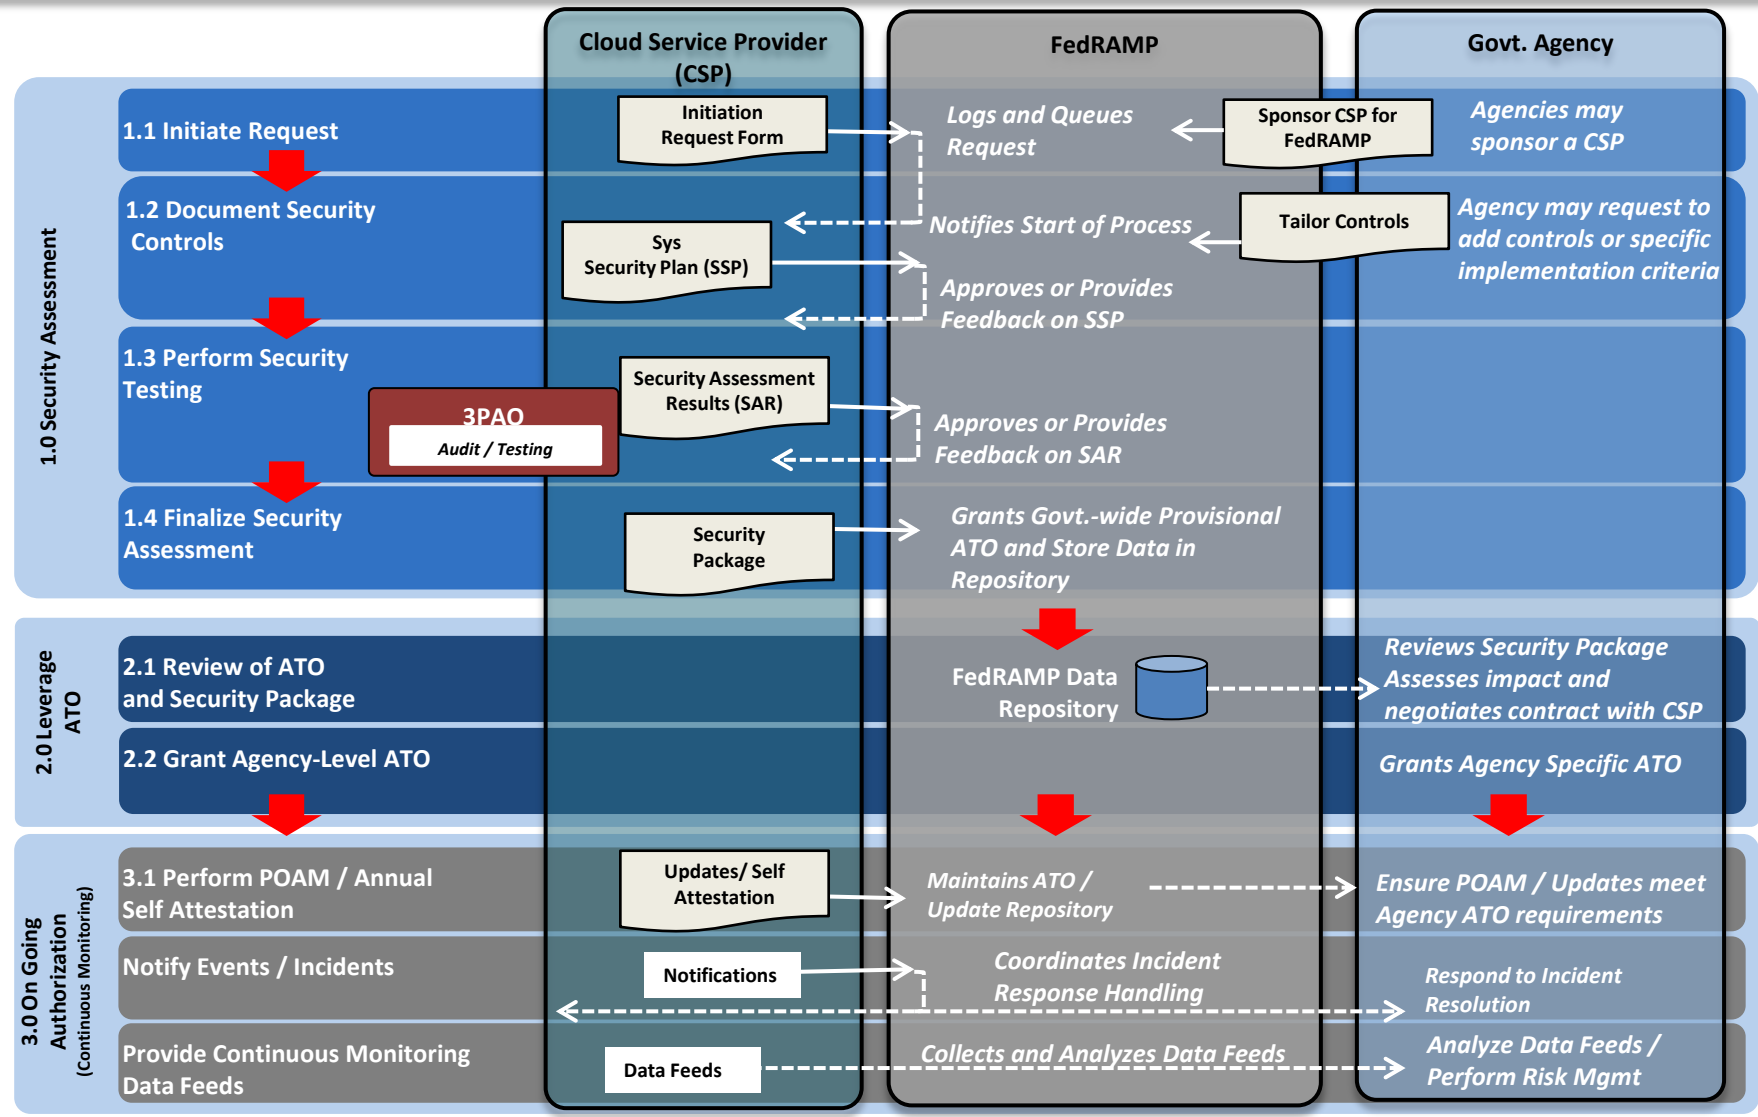 Cloud Service Provider
(CSP)
FedRAMP
Govt. Agency
1.0 Security Assessment
1.1 Initiate Request
Initiation
Request Form
Logs and Queues
Request
Sponsor CSP for
FedRAMP
Agencies may
sponsor a CSP
1.2 Document Security
Controls
Sys
Security Plan (SSP)
Notifies Start of Process
Tailor Controls
Agency may request to
add controls or specific
implementation criteria
Approves or Provides
Feedback on SSP
1.3 Perform Security
Testing
3PAO
Audit / Testing
Security Assessment
Results (SAR)
Approves or Provides
Feedback on SAR
1.4 Finalize Security
Assessment
Security
Package
Grants Govt.-wide Provisional
ATO and Store Data in
Repository
2.0 Leverage
ATO
2.1 Review of ATO
and Security Package
FedRAMP Data
Repository
Reviews Security Package
Assesses impact and
negotiates contract with CSP
2.2 Grant Agency-Level ATO
Grants Agency Specific ATO
3.0 On Going
Authorization
(Continuous Monitoring)
3.1 Perform POAM / Annual
Self Attestation
Updates/ Self
Attestation
Maintains ATO /
Update Repository
Ensure POAM / Updates meet
Agency ATO requirements
Notify Events / Incidents
Notifications
Coordinates Incident
Response Handling
Respond to Incident
Resolution
Provide Continuous Monitoring
Data Feeds
Data Feeds
Collects and Analyzes Data Feeds
Analyze Data Feeds /
Perform Risk Mgmt